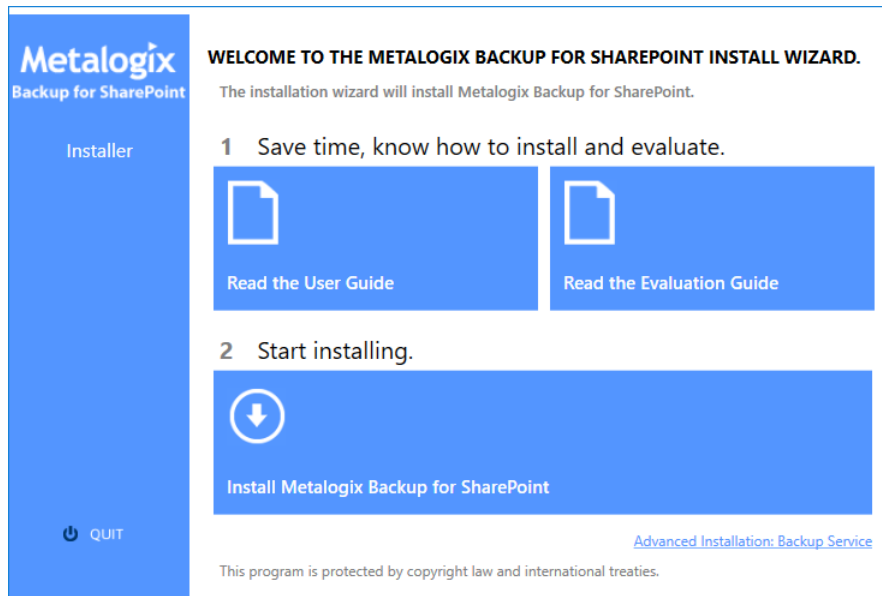 Metalogix
Backup for SharePoint
Installer
QUIT
WELCOME TO THE METALOGIX BACKUP FOR SHAREPOINT INSTALL WIZARD.
The installation wizard will install Metalogix Backup for SharePoint.
1 Save time, know how to install and evaluate.
Read the User Guide
Read the Evaluation Guide
2 Start installing.
Install Metalogix Backup for SharePoint
Advanced Installation: Backup Service
This program is protected by copyright law and international treaties.